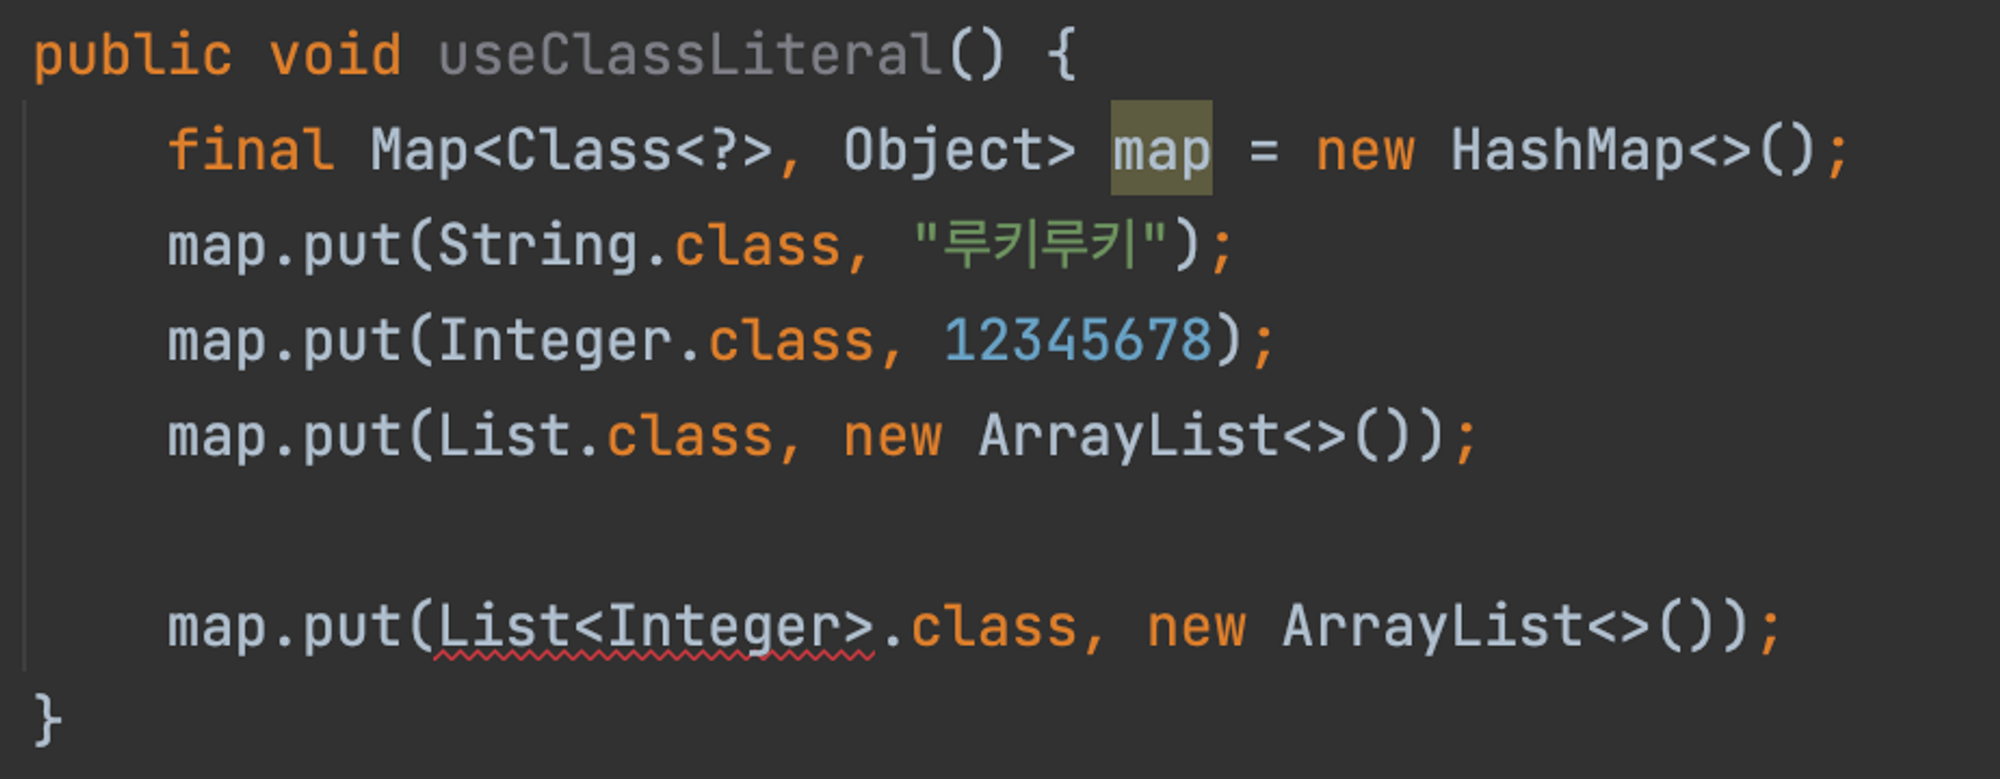 public void useClassLiteral() {
final Map<Class<?>, Object> map = new HashMap<>();
map.put(String.class, "루키루키");
map.put(Integer.class, 12345678);
map.put(List.class, new ArrayList<>());
map.put(List<Integer>.class, new ArrayList<>());
}